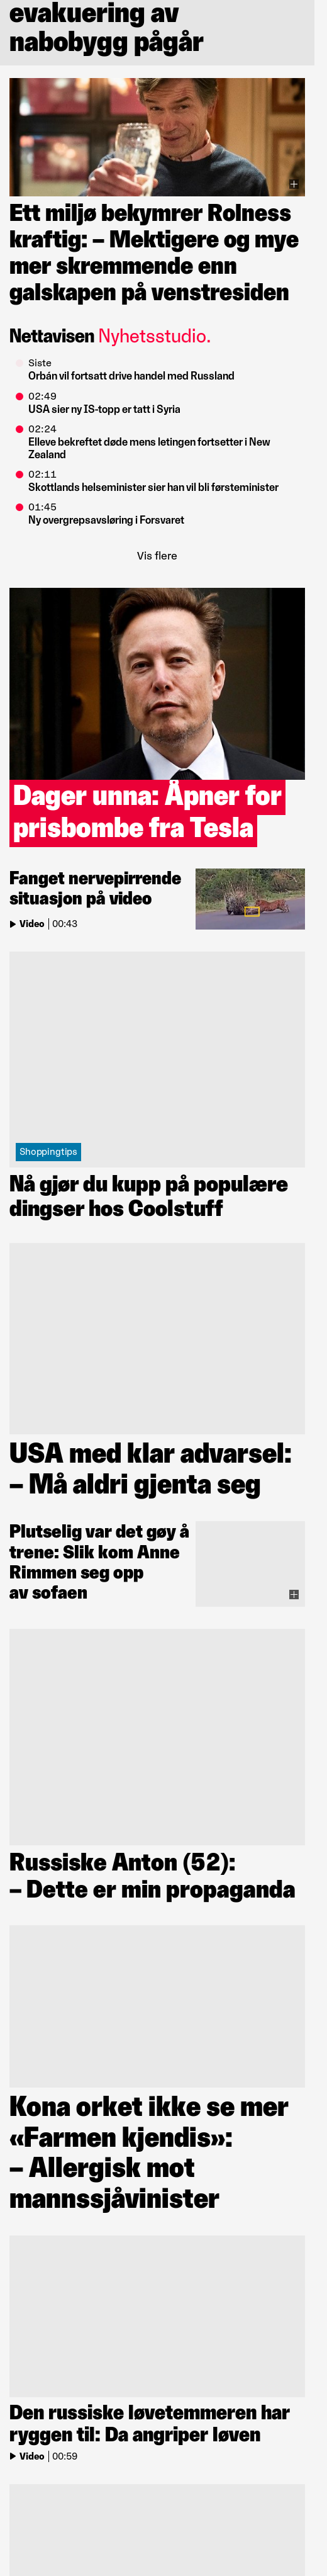 evakuering av
nabobygg pågår
Ett miljø bekymrer Rolness
kraftig: – Mektigere og mye
mer skremmende enn
galskapen på venstresiden
Nettavisen Nyhetsstudio.
Siste
Orbán vil fortsatt drive handel med Russland
02:49
USA sier ny IS-topp er tatt i Syria
02:24
Elleve bekreftet døde mens letingen fortsetter i New
Zealand
02:11
Skottlands helseminister sier han vil bli førsteminister
01:45
Ny overgrepsavsløring i Forsvaret
Vis flere
Dager unna: Åpner for
prisbombe fra Tesla
Fanget nervepirrende
situasjon på video
Video | 00:43
Shoppingtips
Nå gjør du kupp på populære
dingser hos Coolstuff
USA med klar advarsel:
– Må aldri gjenta seg
Plutselig var det gøy å
trene: Slik kom Anne
Rimmen seg opp
av sofaen
Russiske Anton (52):
– Dette er min propaganda
Kona orket ikke se mer
«Farmen kjendis»:
– Allergisk mot
mannssjåvinister
Den russiske løvetemmeren har
ryggen til: Da angriper løven
Video | 00:59